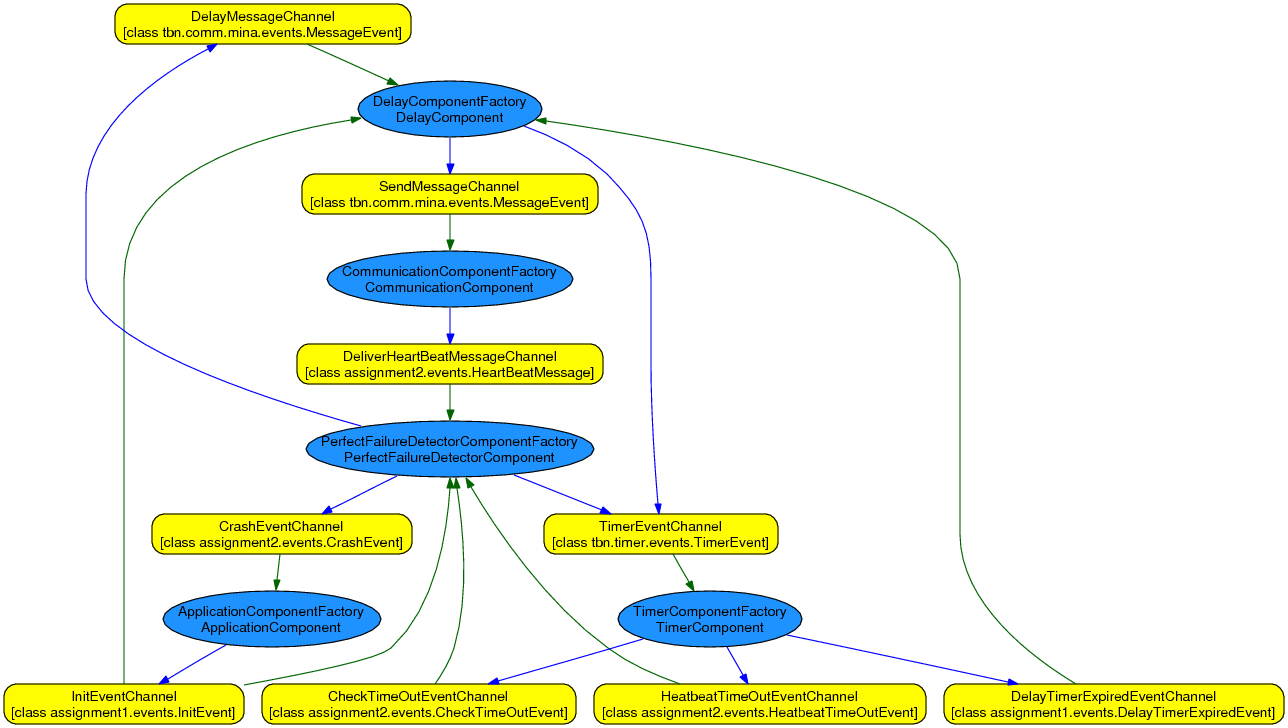 DelayMessageChannel
[class tbn.comm.mina.events.MessageEvent]
DelayComponentFactory
DelayComponent
SendMessageChannel
[class tbn.comm.mina.events.MessageEvent]
CommunicationComponentFactory
CommunicationComponent
DeliverHeartBeatMessageChannel
[class assignment2.events.HeartBeatMessage]
PerfectFailureDetectorComponentFactory
PerfectFailureDetectorComponent
CrashEventChannel
[class assignment2.events.CrashEvent]
TimerEventChannel
[class tbn.timer.events.TimerEvent]
ApplicationComponentFactory
ApplicationComponent
TimerComponentFactory
TimerComponent
InitEventChannel
[class assignment1.events.InitEvent]
CheckTimeOutEventChannel
[class assignment2.events.CheckTimeOutEvent]
HeatbeatTimeOutEventChannel
[class assignment2.events.HeatbeatTimeOutEvent]
DelayTimerExpiredEventChannel
[class assignment1.events.DelayTimerExpiredEvent]